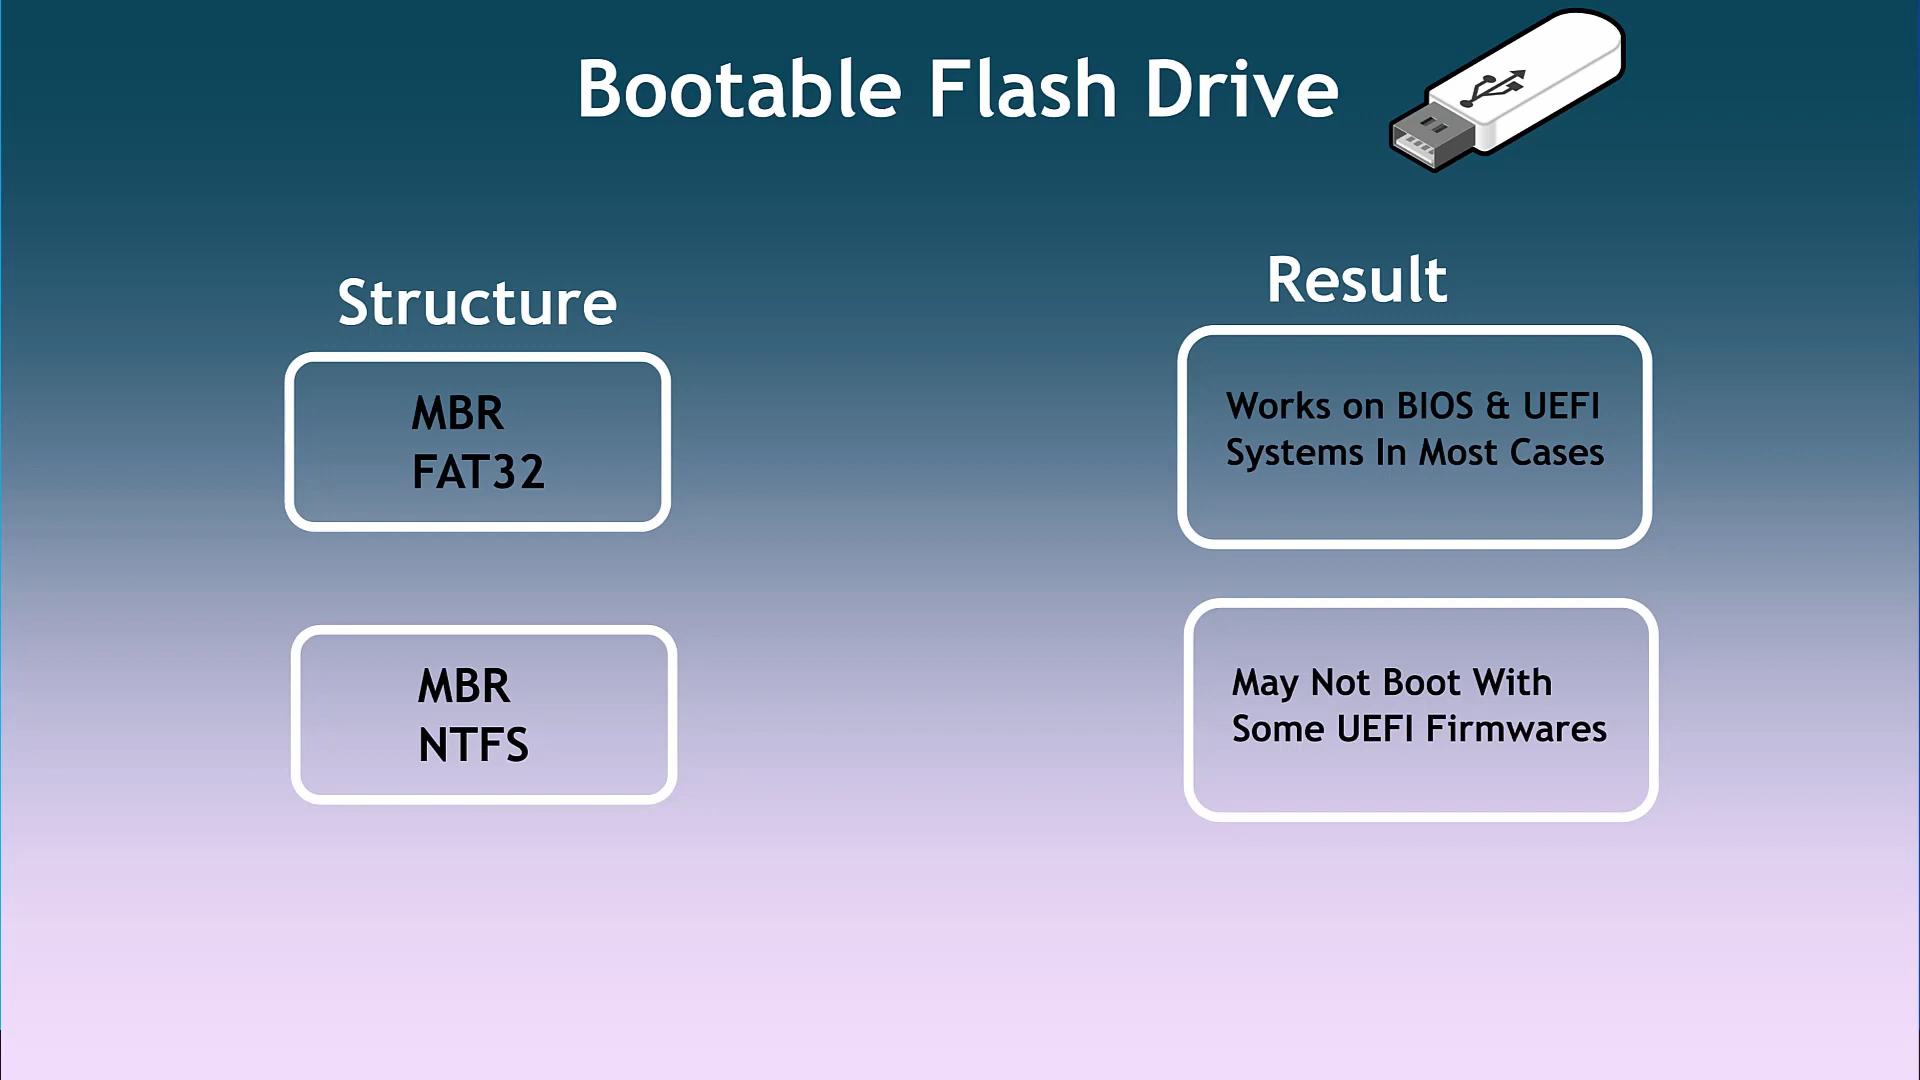 Bootable Flash Drive
Structure
Result
MBR
FAT32
Works on BIOS & UEFI
Systems In Most Cases
MBR
NTFS
May Not Boot With
Some UEFI Firmwares